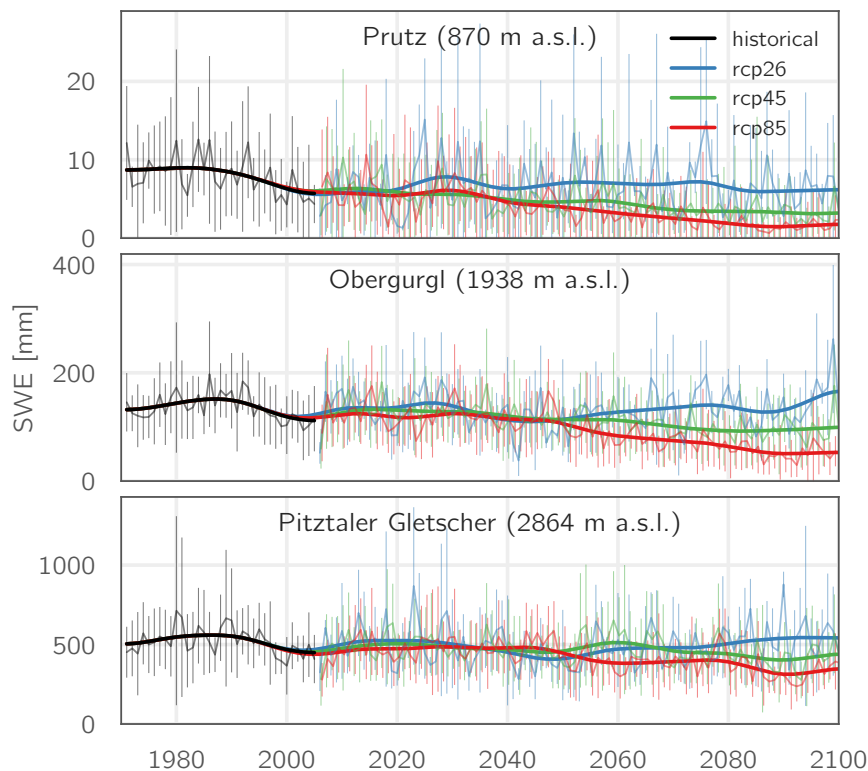 Prutz (870 m a.s.l.)
historical
rcp26
rcp45
rcp85
20
10
0
Obergurgl (1938 m a.s.l.)
400
200
0
SWE [mm]
Pitztaler Gletscher (2864 m a.s.l.)
1000
500
0
1980 2000 2020 2040 2060 2080 2100